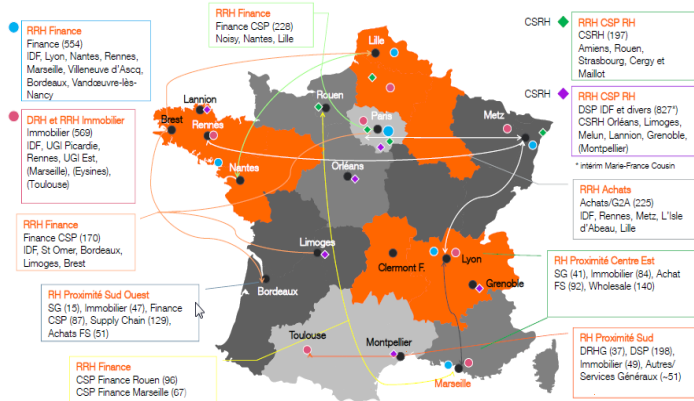 RRH Finance
Finance (554)
IDF, Lyon, Nantes, Rennes,
Marseille, Villeneuve d'Ascq,
Bordeaux, Vandœuvre-lès-
Nancy
DRH et RRH Immobilier
Immobilier (569)
IDF, UGI Picardie,
Rennes, UGI Est,
(Marseille), (Eysines),
(Toulouse)
RRH Finance
Finance CSP (170)
IDF, St Omer, Bordeaux,
Limoges, Brest
RH Proximité Sud Ouest
SG (15), Immobilier (47), Finance
CSP (87), Supply Chain (129),
Achats FS (51)
RRH Finance
CSP Finance Rouen (96)
CSP Finance Marseille (67)
RRH Finance
Finance CSP (228)
Noisy, Nantes, Lille
Lille
Rouen
Paris
Metz
Lannion
Brest
Rennes
Nantes
Orléans
Limoges
Clermont F.
Lyon
Grenoble
Bordeaux
Toulouse
Montpellier
Marseille
CSRH
RRH CSP RH
CSRH (197)
Amiens, Rouen,
Strasbourg, Cergy et
Maillot
CSRH
RRH CSP RH
DSP IDF et divers (827*)
CSRH Orléans, Limoges,
Melun, Lannion, Grenoble,
(Montpellier)
* intérim Marie-France Cousin
RRH Achats
Achats/G2A (225)
IDF, Rennes, Metz, L'Isle
d'Abeau, Lille
RH Proximité Centre Est
SG (41), Immobilier (84), Achat
FS (92), Wholesale (140)
RH Proximité Sud
DRHG (37), DSP (198),
Immobilier (49), Autres/
Services Généraux (~51)